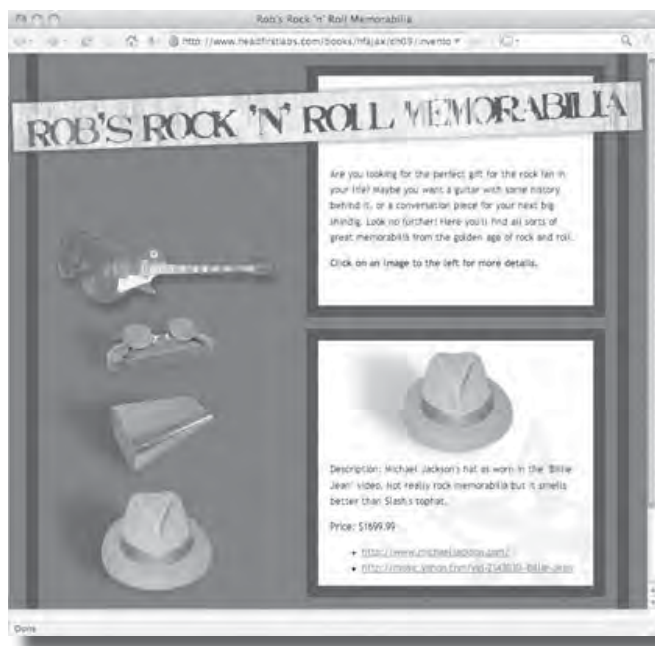 Rob's Rock 'n' Roll Memorabilia
http://www.headfirstlabs.com/books/hfajax/ch09/invento
ROB'S ROCK 'N' ROLL MEMORABILIA
Are you looking for the perfect gift for the rock fan in
your life? Maybe you want a guitar with some history
behind it, or a conversation piece for your next big
shindig. Look no further! Here you'll find all sorts of
great memorabilia from the golden age of rock and roll.
Click on an image to the left for more details.
Description: Michael Jackson's hat as worn in the 'Billie
Jean' video. Not really rock memorabilia but it smells
better than Slash's tophat.
Price: $1699.99
http://www.michaeljackson.com/
Done